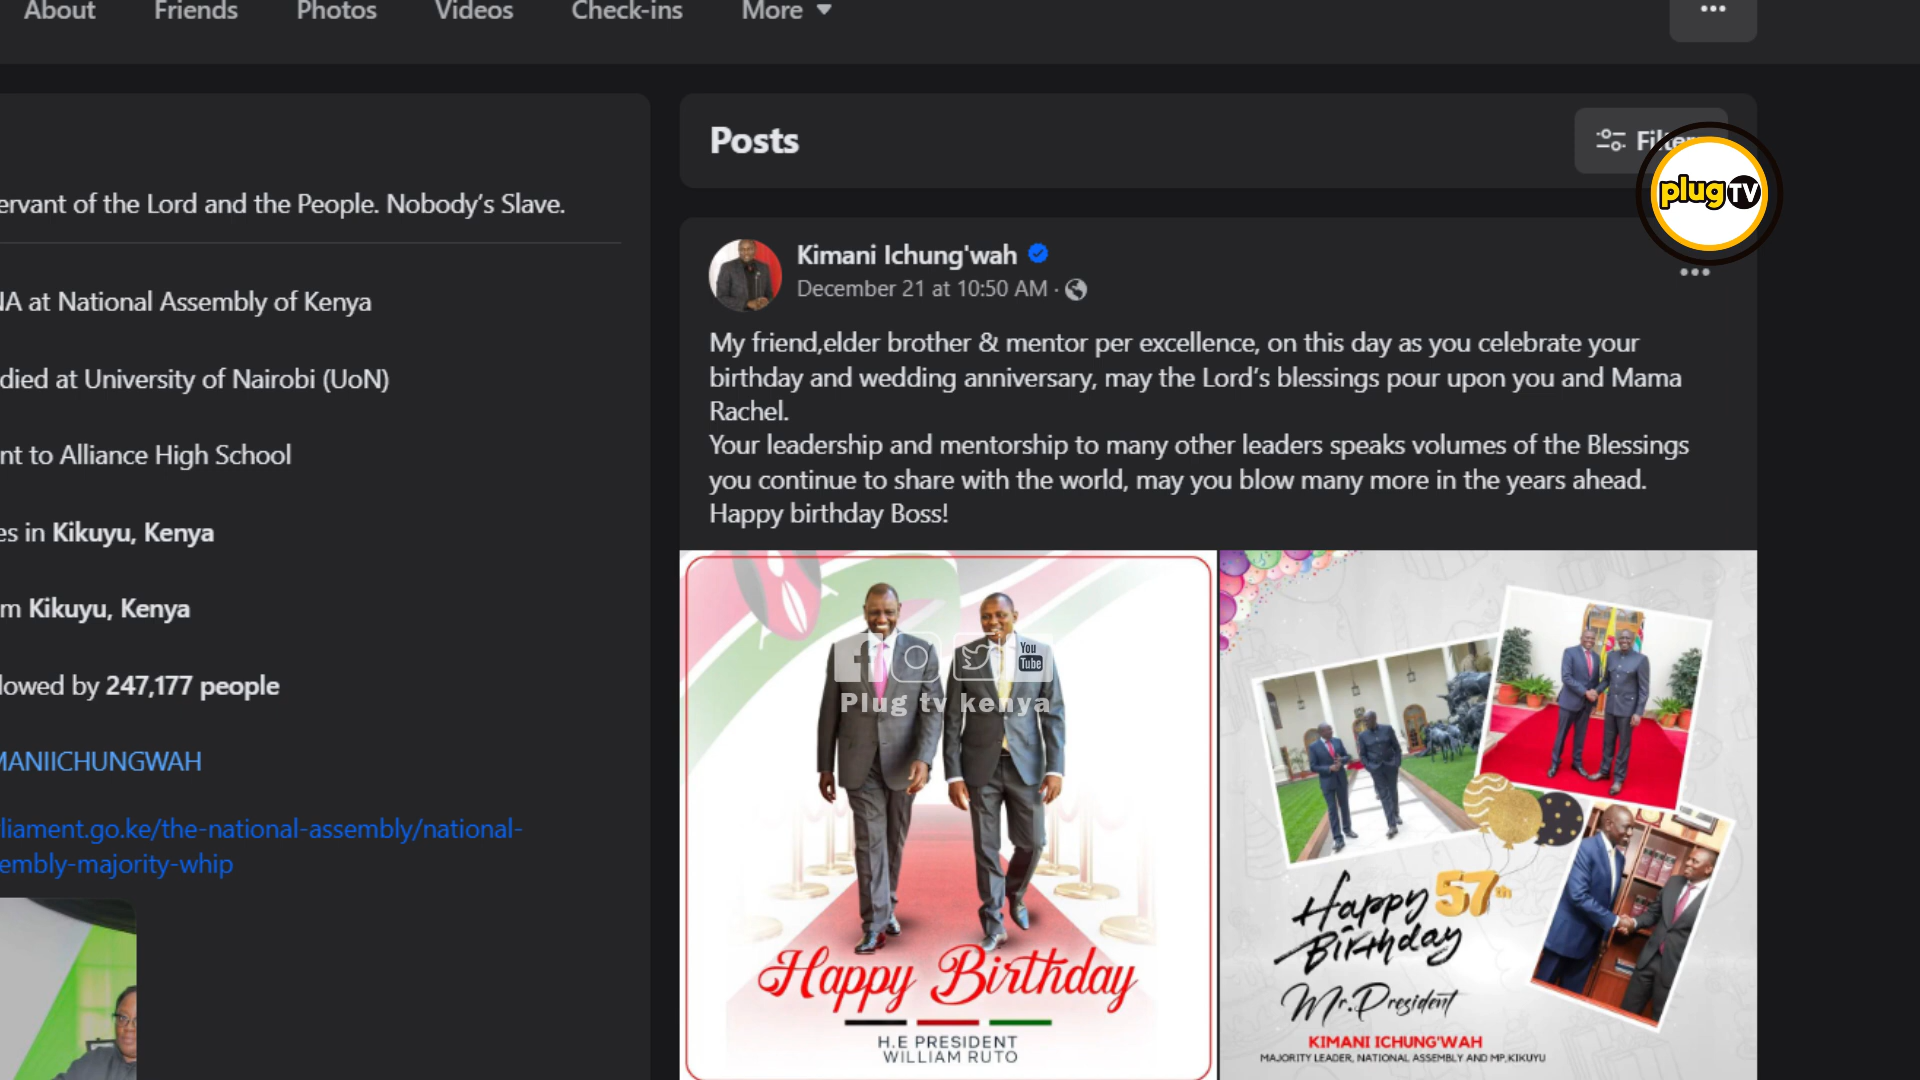 About Friends Photos Videos Check-ins More
Posts
plug TV
ervant of the Lord and the People. Nobody's Slave.
NA at National Assembly of Kenya
died at University of Nairobi (UoN)
nt to Alliance High School
es in Kikuyu, Kenya
m Kikuyu, Kenya
lowed by 247,177 people
MANIICHUNGWAH
liament.go.ke/the-national-assembly/national-
embly-majority-whip
Kimani Ichung'wah
December 21 at 10:50 AM ·
My friend,elder brother & mentor per excellence, on this day as you celebrate your
birthday and wedding anniversary, may the Lord's blessings pour upon you and Mama
Rachel.
Your leadership and mentorship to many other leaders speaks volumes of the Blessings
you continue to share with the world, may you blow many more in the years ahead.
Happy birthday Boss!
You
Tube
Plug tv kenya
Happy Birthday
H.E PRESIDENT
WILLIAM RUTO
Happy 57th
Birthday
Mr.President
KIMANI ICHUNG'WAH
MAJORITY LEADER, NATIONAL ASSEMBLY AND MP,KIKUYU